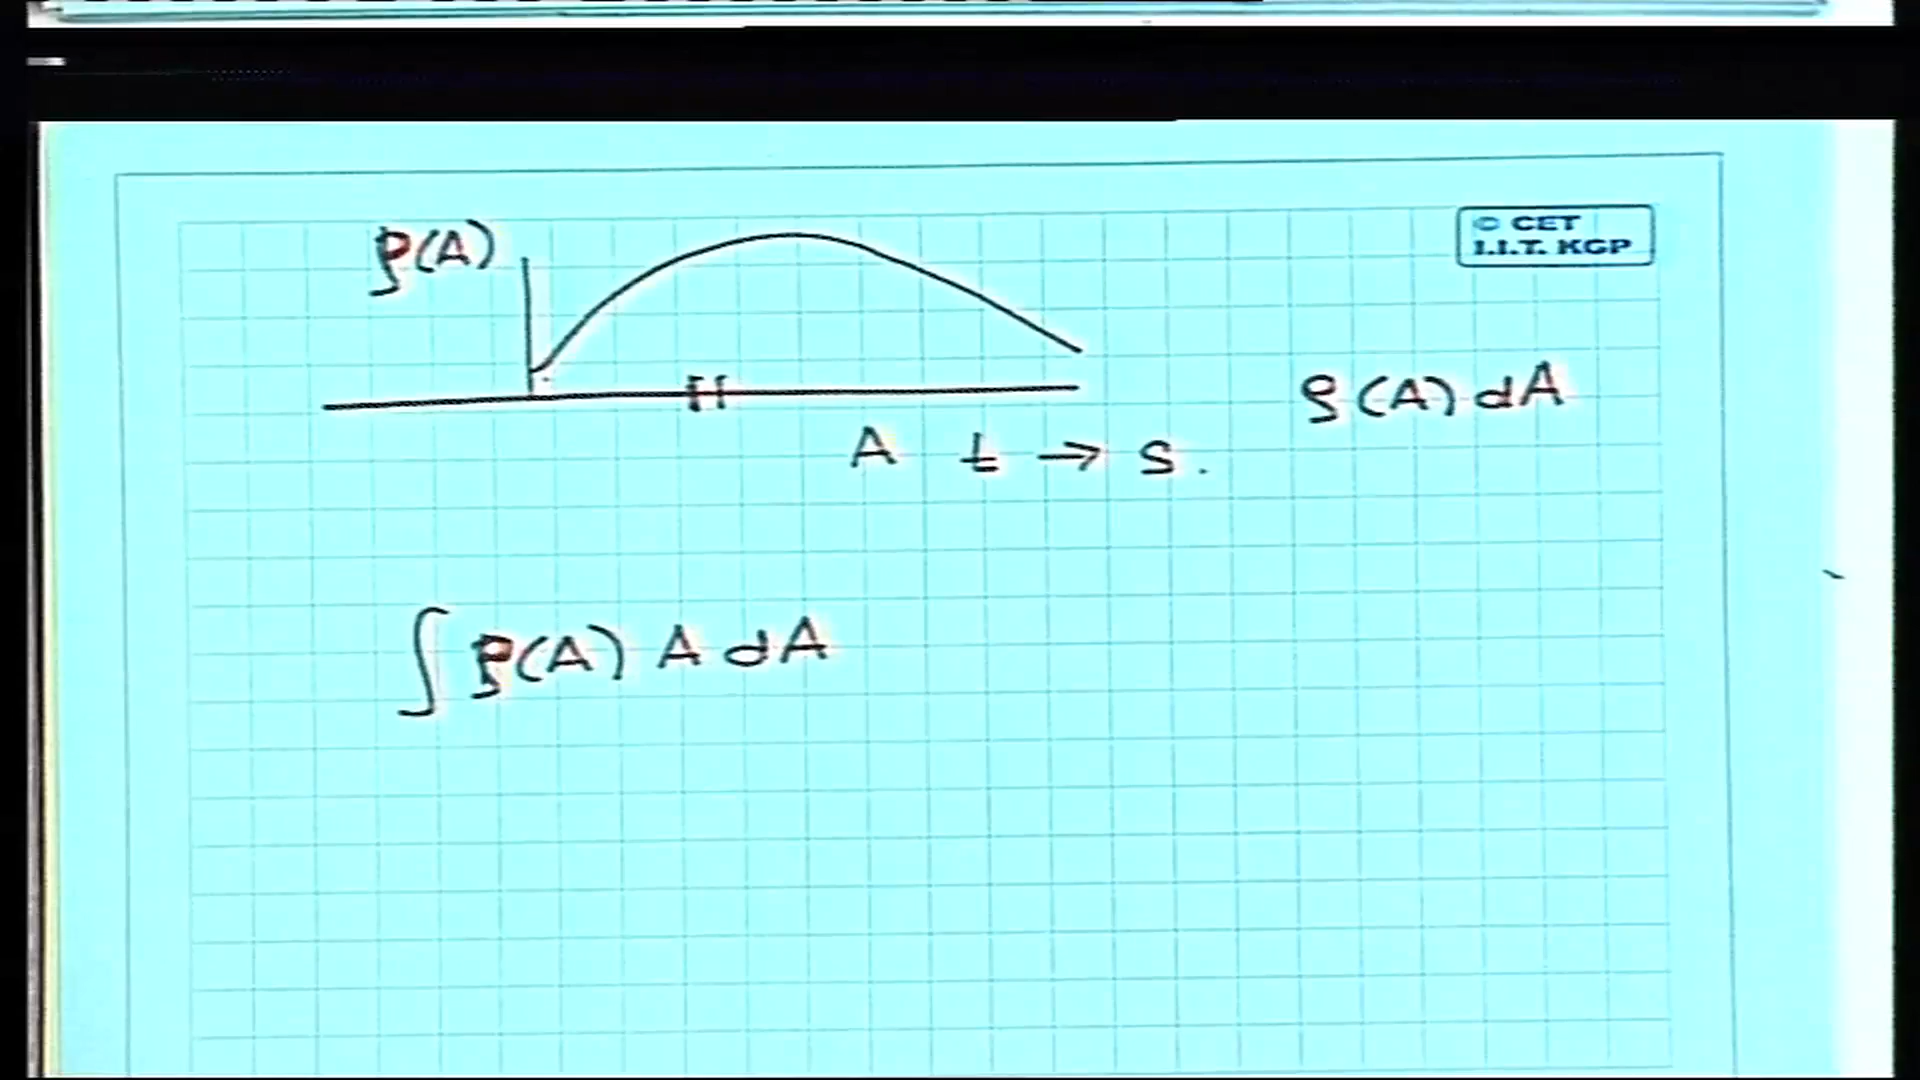 ρ(A)
© CET
I.I.T. KGP
ρ(A) dA
A t → s.
∫ ρ(A) A dA